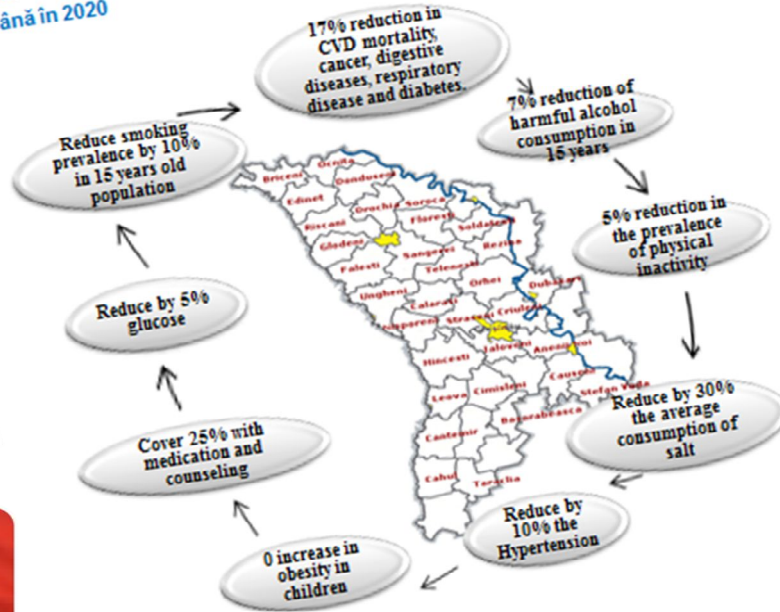 ână în 2020
17% reduction in
CVD mortality,
cancer, digestive
diseases, respiratory
disease and diabetes.
7% reduction of
harmful alcohol
consumption in
15 years
5% reduction in
the prevalence
of physical
inactivity
Reduce by 30%
the average
consumption of
salt
Reduce by
10% the
Hypertension
0 increase in
obesity in
children
Cover 25% with
medication and
counseling
Reduce by 5%
glucose
Reduce smoking
prevalence by 10%
in 15 years old
population
Ocnita
Briceni
Donduseni
Edinet
Drochia
Soroca
Riscani
Floresti
Soldanesti
Glodeni
Sangerei
Rezina
Falesti
Telenesti
Orhei
Dubasari
Ungheni
Calarasi
Nisporeni
Straseni
Criuleni
Ialoveni
Anenii Noi
Hincesti
Causeni
Leova
Cimisleni
Stefan Voda
Basarabeasca
Cantemir
Cahul
Taraclia